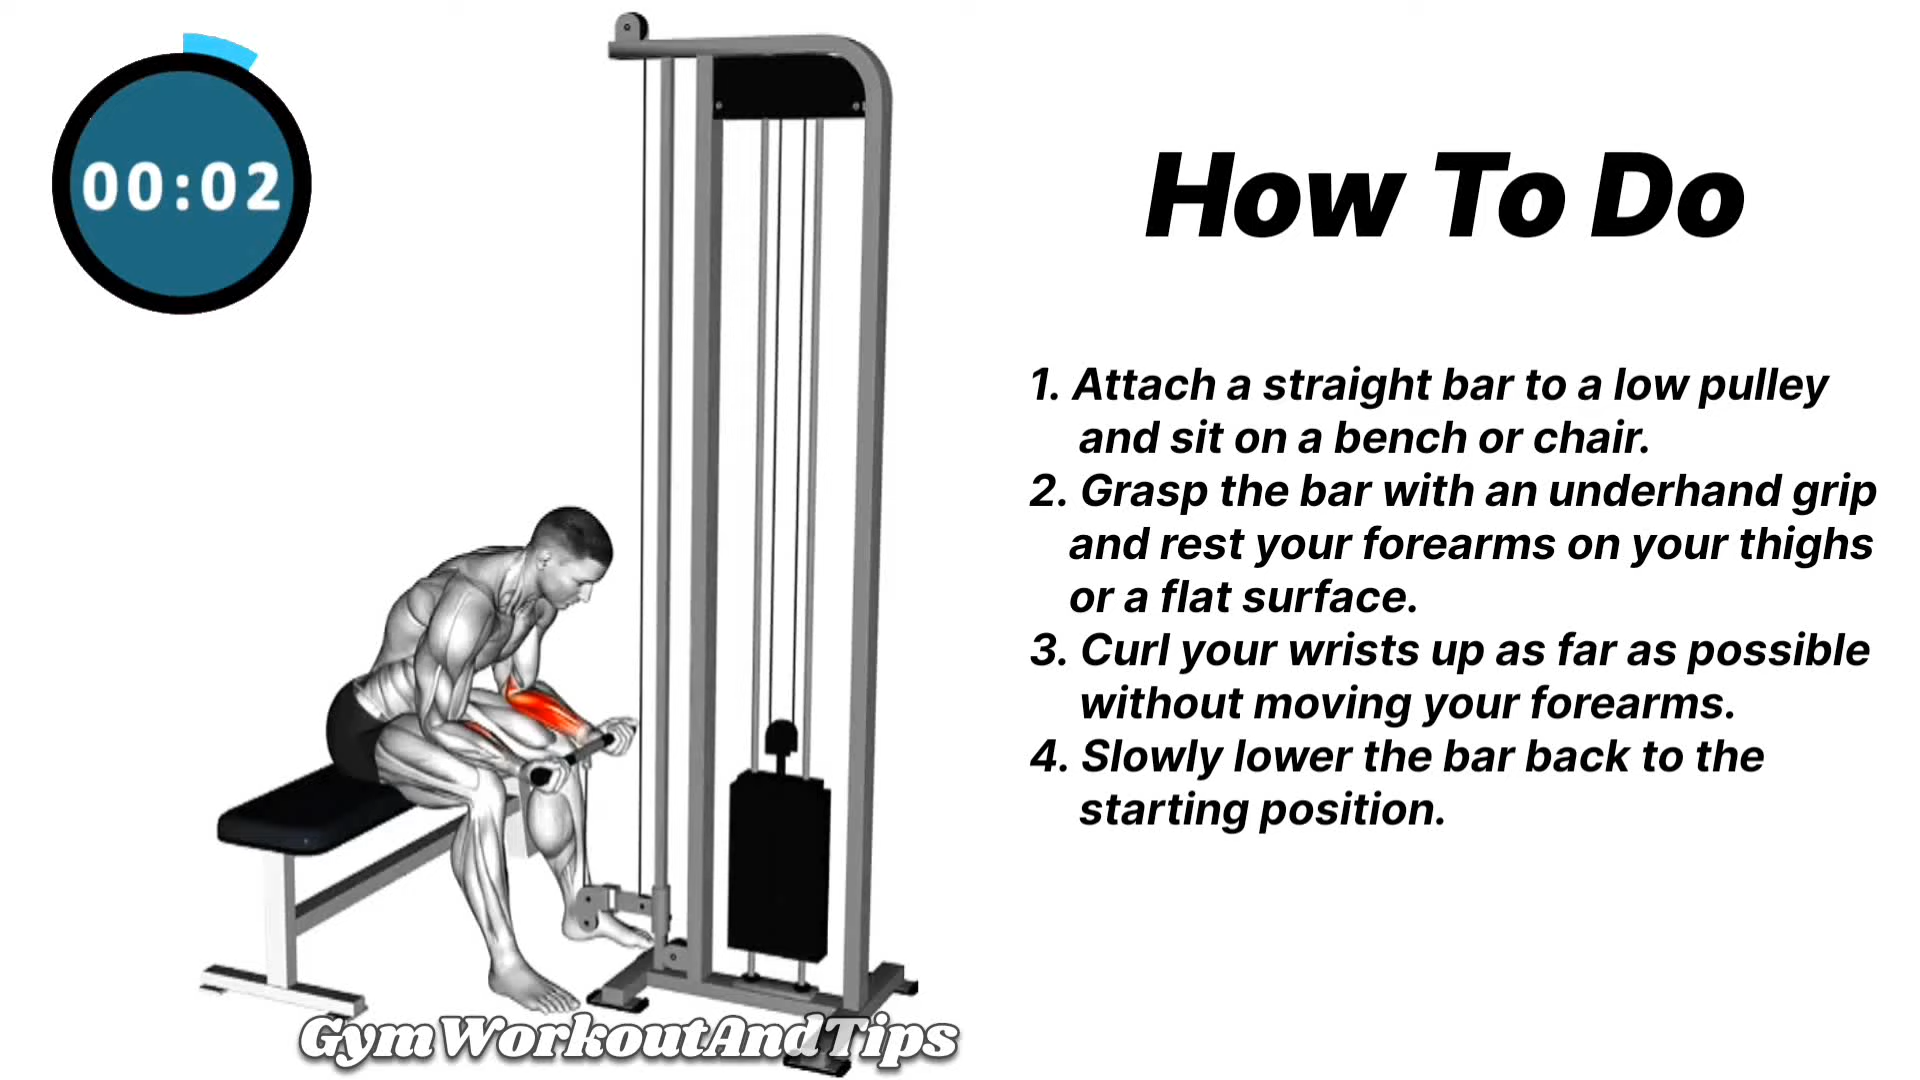 00:02
How To Do
1. Attach a straight bar to a low pulley
and sit on a bench or chair.
2. Grasp the bar with an underhand grip
and rest your forearms on your thighs
or a flat surface.
3. Curl your wrists up as far as possible
without moving your forearms.
4. Slowly lower the bar back to the
starting position.
GymWorkoutAndTips